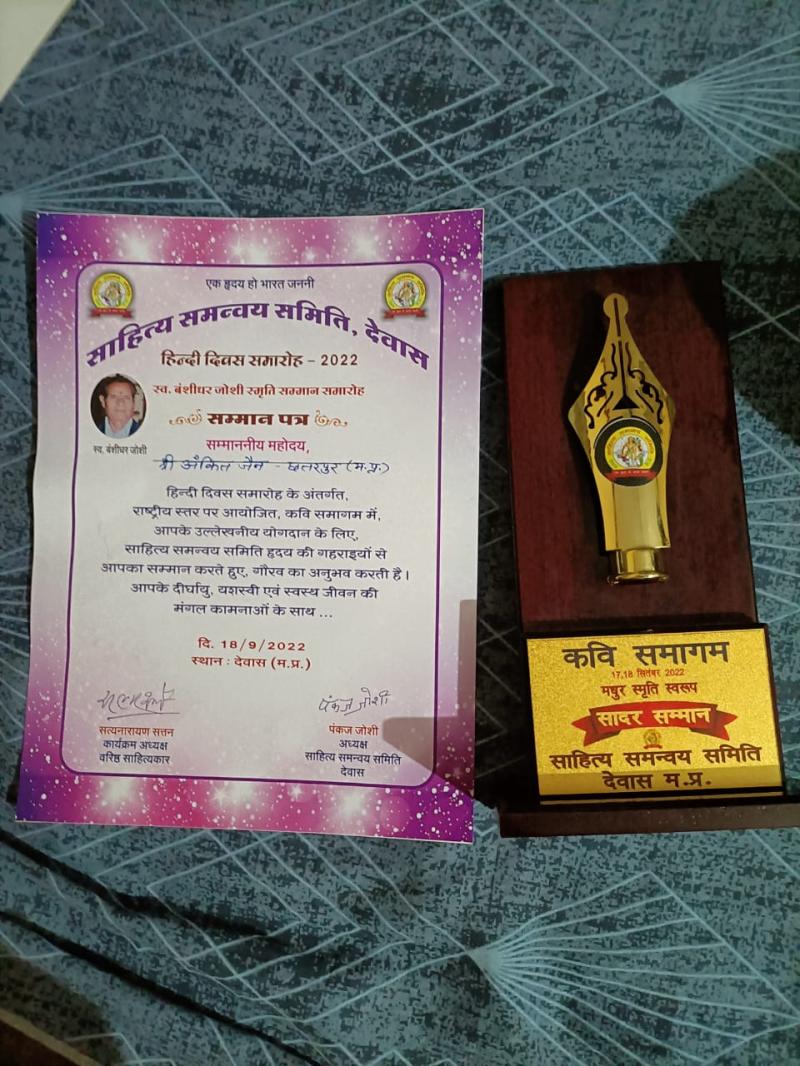 एक हृदय हो भारत जननी
साहित्य समन्वय समिति, देवास
हिन्दी दिवस समारोह - 2022
स्व. बंशीधर जोशी स्मृति सम्मान समारोह
सम्मान पत्र
स्व. बंशीधर जोशी
सम्माननीय महोदय,
श्री अंकित जैन - छतरपुर (म.प्र.)
हिन्दी दिवस समारोह के अंतर्गत,
राष्ट्रीय स्तर पर आयोजित, कवि समागम में,
आपके उल्लेखनीय योगदान के लिए,
साहित्य समन्वय समिति हृदय की गहराइयों से
आपका सम्मान करते हुए, गौरव का अनुभव करती है।
आपके दीर्घायु, यशस्वी एवं स्वस्थ जीवन की
मंगल कामनाओं के साथ ...
दि. 18/9/2022
स्थान : देवास (म.प्र.)
सत्यनारायण सत्तन
कार्यक्रम अध्यक्ष
वरिष्ठ साहित्यकार
पंकज जोशी
पंकज जोशी
अध्यक्ष
साहित्य समन्वय समिति
देवास
कवि समागम
17,18 सितंबर 2022
मधुर स्मृति स्वरूप
सादर सम्मान
साहित्य समन्वय समिति
देवास म.प्र.